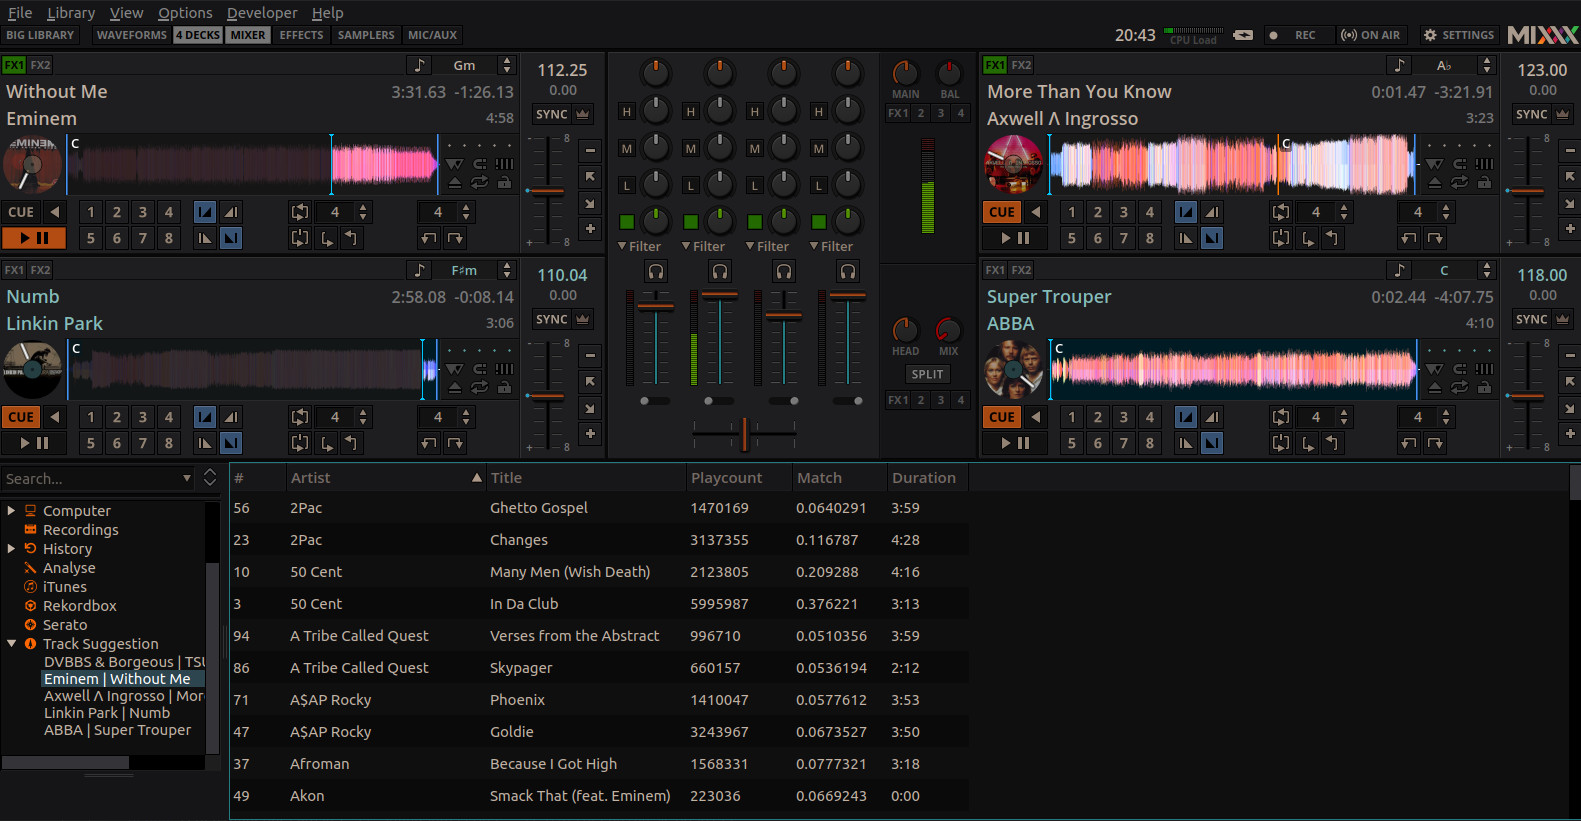 File Library View Options Developer Help
BIG LIBRARY WAVEFORMS 4 DECKS MIXER EFFECTS SAMPLERS MIC/AUX 20:43 CPU Load REC ON AIR SETTINGS MIXXX
FX1 FX2 Gm
Without Me 3:31.63 -1:26.13
Eminem 4:58
112.25
0.00
SYNC
C
8
8
CUE 1 2 3 4 4 4
5 6 7 8
FX1 FX2 F♯m
Numb 2:58.08 -0:08.14
Linkin Park 3:06
110.04
0.00
SYNC
C
8
8
CUE 1 2 3 4 4 4
5 6 7 8
H H H H
M M M M
L L L L
Filter Filter Filter Filter
MAIN BAL
FX1 2 3 4
HEAD MIX
SPLIT
FX1 2 3 4
FX1 FX2 A♭
More Than You Know 0:01.47 -3:21.91
Axwell Λ Ingrosso 3:23
123.00
0.00
SYNC
C
8
8
CUE 1 2 3 4 4 4
5 6 7 8
FX1 FX2 C
Super Trouper 0:02.44 -4:07.75
ABBA 4:10
118.00
0.00
SYNC
C
8
8
CUE 1 2 3 4 4 4
5 6 7 8
Search...
Computer
Recordings
History
Analyse
iTunes
Rekordbox
Serato
Track Suggestion
DVBBS & Borgeous | TSU
Eminem | Without Me
Axwell Λ Ingrosso | Mor
Linkin Park | Numb
ABBA | Super Trouper
# Artist Title Playcount Match Duration
56 2Pac Ghetto Gospel 1470169 0.0640291 3:59
23 2Pac Changes 3137355 0.116787 4:28
10 50 Cent Many Men (Wish Death) 2123805 0.209288 4:16
3 50 Cent In Da Club 5995987 0.376221 3:13
94 A Tribe Called Quest Verses from the Abstract 996710 0.0510356 3:59
86 A Tribe Called Quest Skypager 660157 0.0536194 2:12
71 A$AP Rocky Phoenix 1410047 0.0577612 3:53
47 A$AP Rocky Goldie 3243967 0.0673527 3:50
37 Afroman Because I Got High 1568331 0.0777321 3:18
49 Akon Smack That (feat. Eminem) 223036 0.0669243 0:00